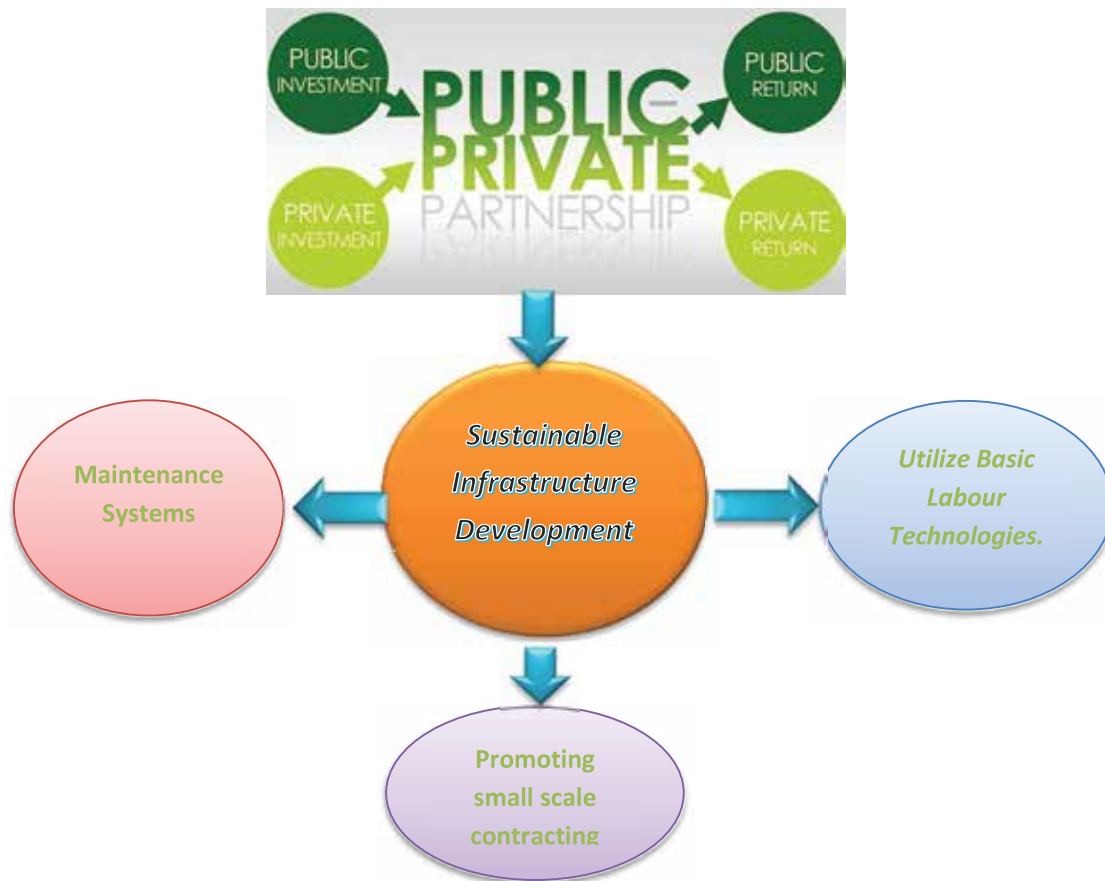 PUBLIC
INVESTMENT
PUBLIC
RETURN
PUBLIC-
PRIVATE
PARTNERSHIP
PRIVATE
INVESTMENT
PRIVATE
RETURN
Sustainable
Infrastructure
Development
Maintenance
Systems
Utilize Basic
Labour
Technologies.
Promoting
small scale
contracting